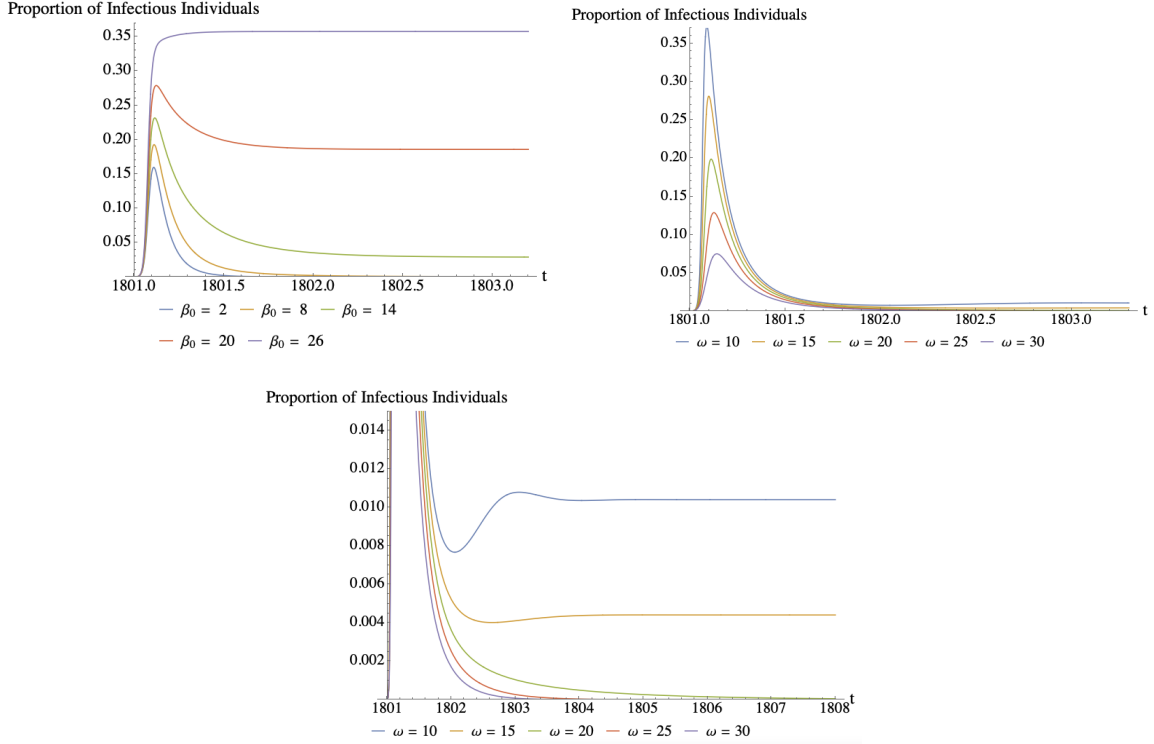 Proportion of Infectious Individuals
0.35
0.30
0.25
0.20
0.15
0.10
0.05
1801.0 1801.5 1802.0 1802.5 1803.0 t
β₀ = 2 β₀ = 8 β₀ = 14
β₀ = 20 β₀ = 26
Proportion of Infectious Individuals
0.35
0.30
0.25
0.20
0.15
0.10
0.05
1801.0 1801.5 1802.0 1802.5 1803.0 t
ω = 10 ω = 15 ω = 20 ω = 25 ω = 30
Proportion of Infectious Individuals
0.014
0.012
0.010
0.008
0.006
0.004
0.002
1801 1802 1803 1804 1805 1806 1807 1808 t
ω = 10 ω = 15 ω = 20 ω = 25 ω = 30